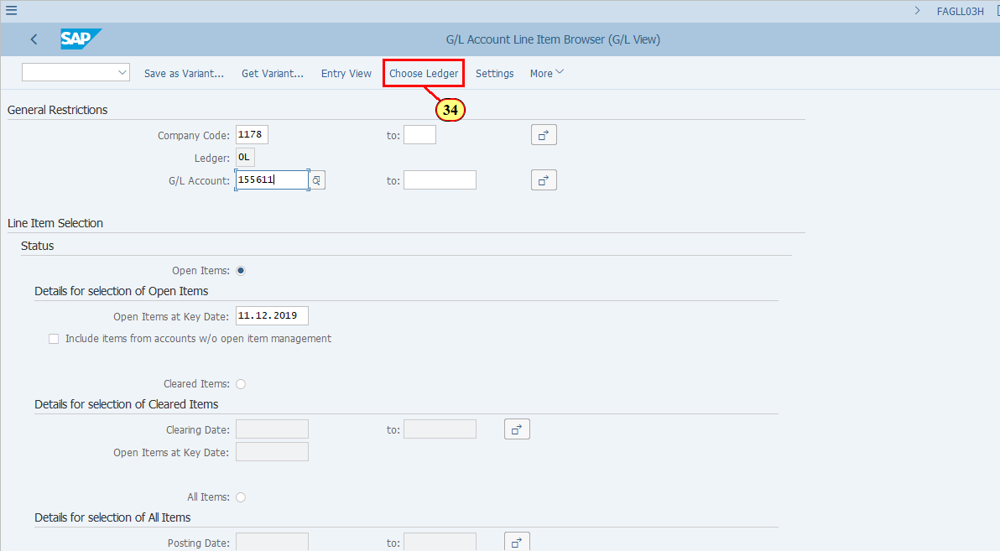 FAGLL03H
SAP G/L Account Line Item Browser (G/L View)
Save as Variant... Get Variant... Entry View Choose Ledger Settings More
34
General Restrictions
Company Code: 1178 to:
Ledger: 0L
G/L Account: 155611 to:
Line Item Selection
Status
Open Items:
Details for selection of Open Items
Open Items at Key Date: 11.12.2019
Include items from accounts w/o open item management
Cleared Items:
Details for selection of Cleared Items
Clearing Date: to:
Open Items at Key Date:
All Items:
Details for selection of All Items
Posting Date: to: